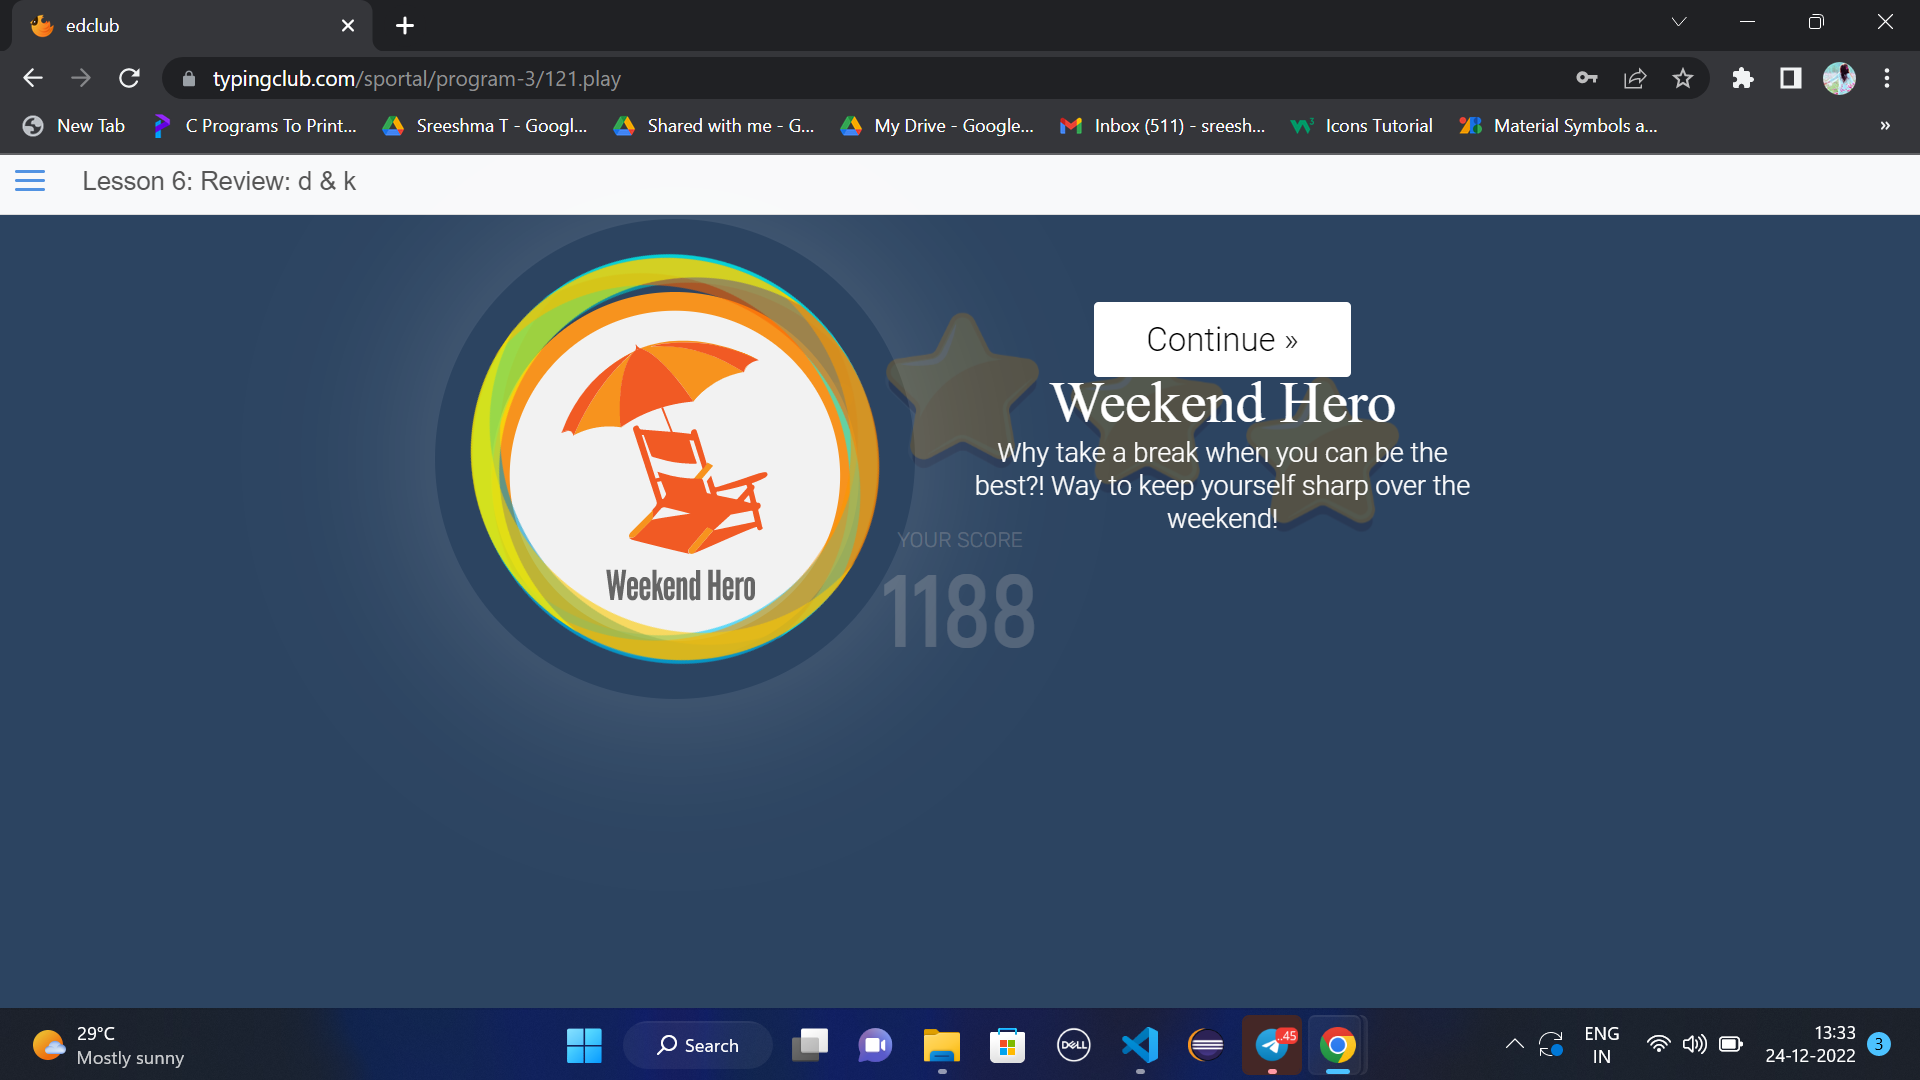 edclub
typingclub.com/sportal/program-3/121.play
New Tab
C Programs To Print...
Sreeshma T - Googl...
Shared with me - G...
My Drive - Google...
Inbox (511) - sreesh...
Icons Tutorial
Material Symbols a...
»
Lesson 6: Review: d & k
Continue »
Weekend Hero
Why take a break when you can be the
best?! Way to keep yourself sharp over the
weekend!
YOUR SCORE
1188
Weekend Hero
29°C
Mostly sunny
Search
DELL
..45
ENG
IN
13:33
24-12-2022
3